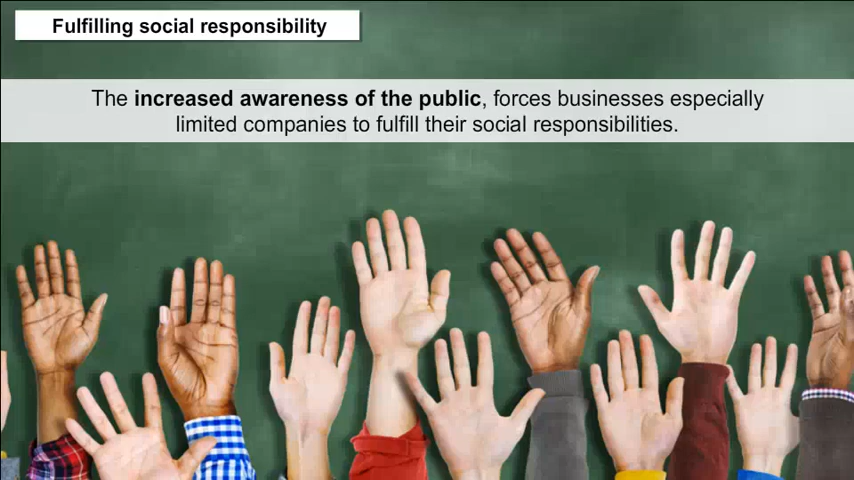 Fulfilling social responsibility
The increased awareness of the public, forces businesses especially
limited companies to fulfill their social responsibilities.